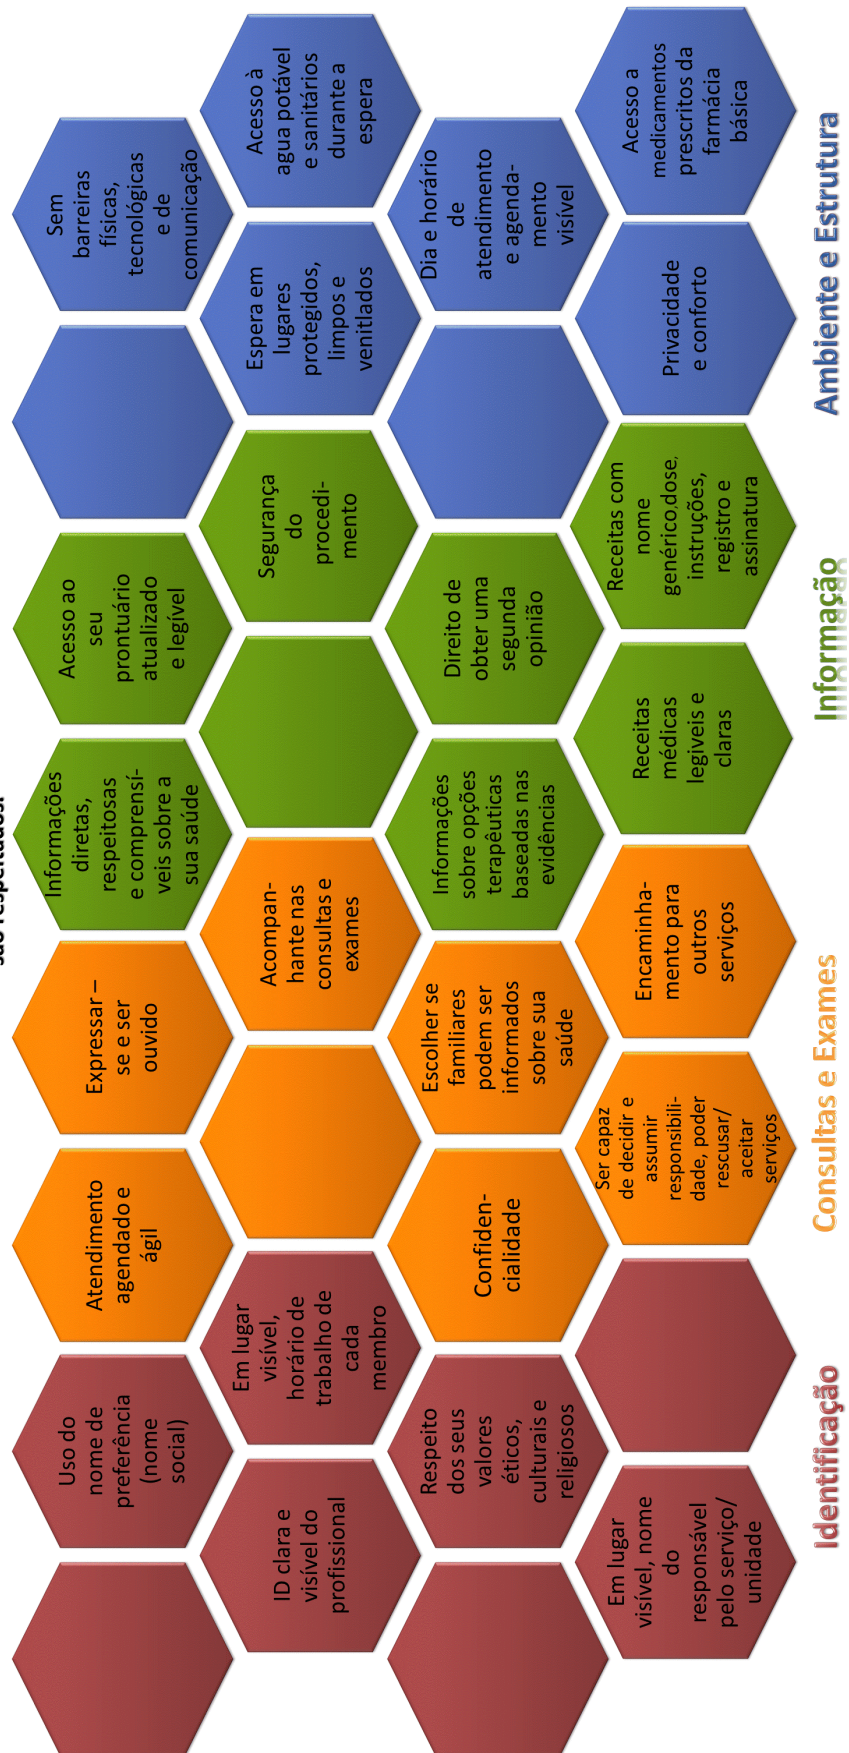 são respeitados.
Uso do
nome de
preferência
(nome
social)
Atendimento
agendado e
ágil
Expressar –
se e ser
ouvido
Informações
diretas,
respeitosas
e comprensí-
veis sobre a
sua saúde
Acesso ao
seu
prontuário
atualizado
e legível
Sem
barreiras
físicas,
tecnológicas
e de
comunicação
ID clara e
visível do
profissional
Em lugar
visível,
horário de
trabalho de
cada
membro
Acompan-
hante nas
consultas e
exames
Segurança
do
procedi-
mento
Espera em
lugares
protegidos,
limpos e
venitlados
Acesso à
agua potável
e sanitários
durante a
espera
Respeito
dos seus
valores
éticos,
culturais e
religiosos
Confiden-
cialidade
Escolher se
familiares
podem ser
informados
sobre sua
saúde
Informações
sobre opções
terapêuticas
baseadas nas
evidências
Direito de
obter uma
segunda
opinião
Dia e horário
de
atendimento
e agenda-
mento
visível
Em lugar
visível, nome
do
responsável
pelo serviço/
unidade
Ser capaz
de decidir e
assumir
responsibili-
dade, poder
rescusar/
aceitar
serviços
Encaminha-
mento para
outros
serviços
Receitas
médicas
legiveis e
claras
Receitas com
nome
genérico,dose,
instruções,
registro e
assinatura
Privacidade
e conforto
Acesso a
medicamentos
prescritos da
farmácia
básica
Identificação
Consultas e Exames
Informação
Ambiente e Estrutura